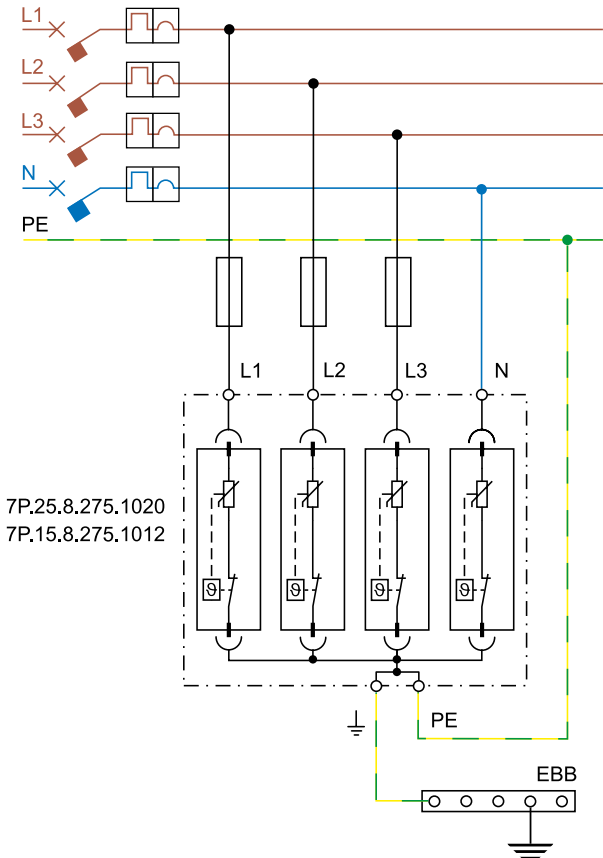 L1
L2
L3
N
PE
L1 L2 L3 N
7P.25.8.275.1020
7P.15.8.275.1012
ϑ ϑ ϑ ϑ
PE
EBB